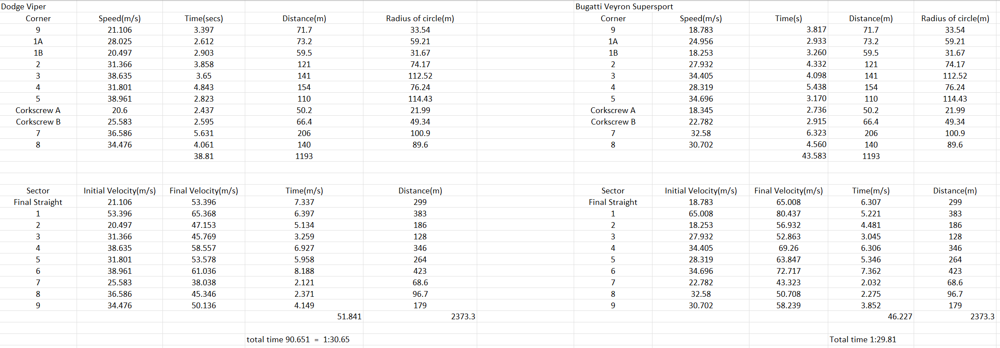 Dodge Viper Bugatti Veyron Supersport
Corner Speed(m/s) Time(secs) Distance(m) Radius of circle(m) Corner Speed(m/s) Time(s) Distance(m) Radius of circle(m)
9 21.106 3.397 71.7 33.54 9 18.783 3.817 71.7 33.54
1A 28.025 2.612 73.2 59.21 1A 24.956 2.933 73.2 59.21
1B 20.497 2.903 59.5 31.67 1B 18.253 3.260 59.5 31.67
2 31.366 3.858 121 74.17 2 27.932 4.332 121 74.17
3 38.635 3.65 141 112.52 3 34.405 4.098 141 112.52
4 31.801 4.843 154 76.24 4 28.319 5.438 154 76.24
5 38.961 2.823 110 114.43 5 34.696 3.170 110 114.43
Corkscrew A 20.6 2.437 50.2 21.99 Corkscrew A 18.345 2.736 50.2 21.99
Corkscrew B 25.583 2.595 66.4 49.34 Corkscrew B 22.782 2.915 66.4 49.34
7 36.586 5.631 206 100.9 7 32.58 6.323 206 100.9
8 34.476 4.061 140 89.6 8 30.702 4.560 140 89.6
38.81 1193 43.583 1193
Sector Initial Velocity(m/s) Final Velocity(m/s) Time(m/s) Distance(m) Sector Initial Velocity(m/s) Final Velocity(m/s) Time(m/s) Distance(m)
Final Straight 21.106 53.396 7.337 299 Final Straight 18.783 65.008 6.307 299
1 53.396 65.368 6.397 383 1 65.008 80.437 5.221 383
2 20.497 47.153 5.134 186 2 18.253 56.932 4.481 186
3 31.366 45.769 3.259 128 3 27.932 52.863 3.045 128
4 38.635 58.557 6.927 346 4 34.405 69.26 6.306 346
5 31.801 53.578 5.958 264 5 28.319 63.847 5.346 264
6 38.961 61.036 8.188 423 6 34.696 72.717 7.362 423
7 25.583 38.038 2.121 68.6 7 22.782 43.323 2.032 68.6
8 36.586 45.346 2.371 96.7 8 32.58 50.708 2.275 96.7
9 34.476 50.136 4.149 179 9 30.702 58.239 3.852 179
51.841 2373.3 46.227 2373.3
total time 90.651 = 1:30.65 Total time 1:29.81